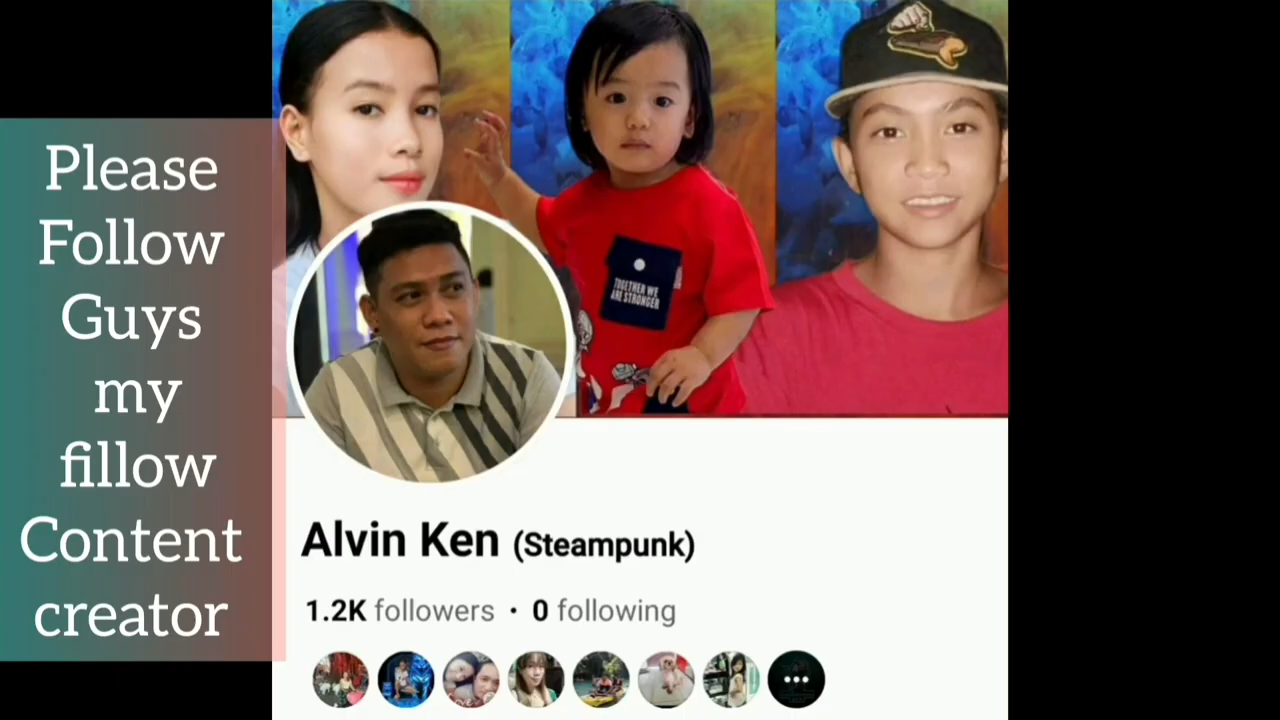 Please
Follow
Guys
my
fillow
Content
creator
TOGETHER WE
ARE STRONGER
Alvin Ken (Steampunk)
1.2K followers • 0 following